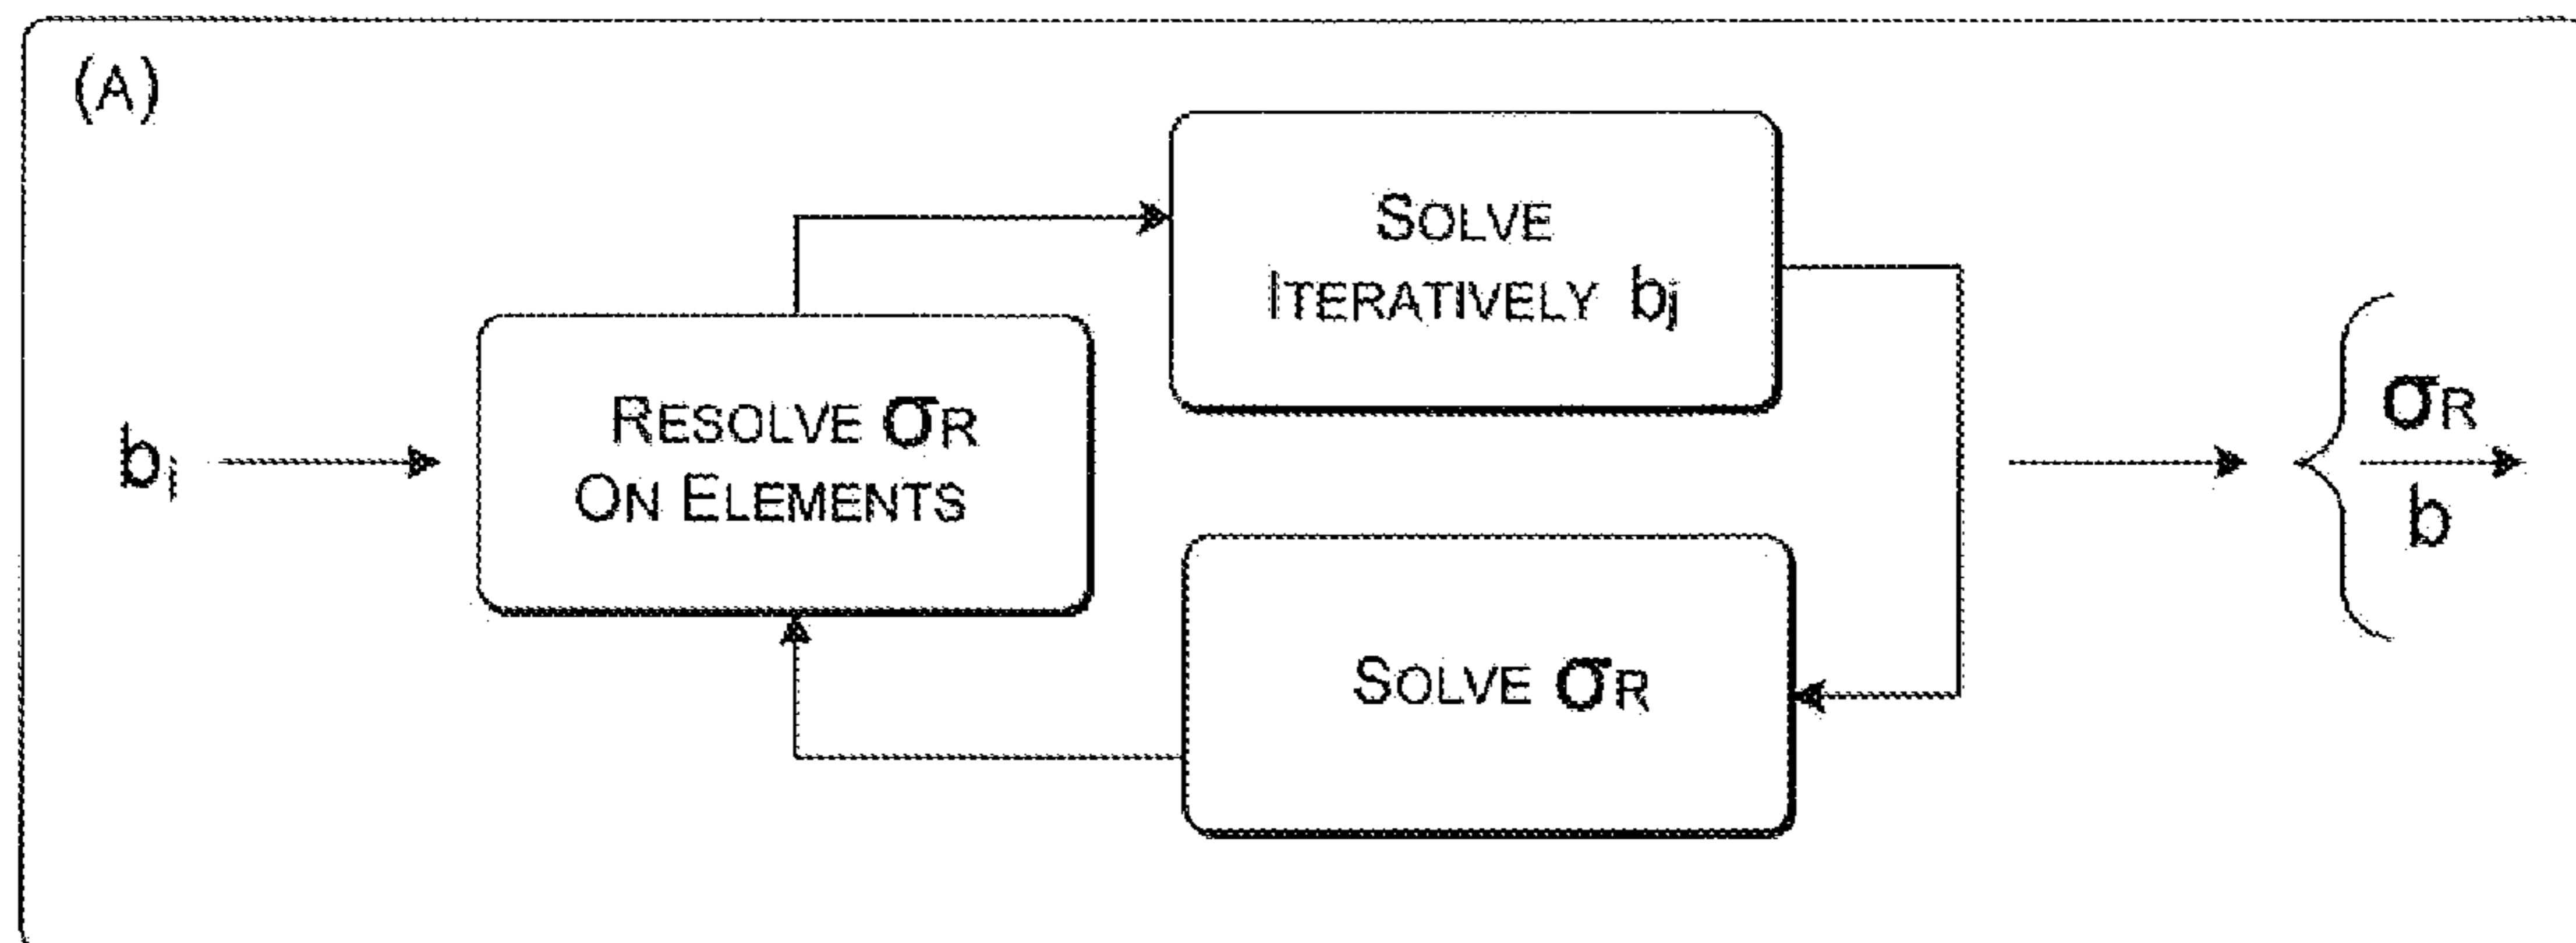 (A)
SOLVE
ITERATIVELY bj
RESOLVE σR
ON ELEMENTS
bi
σR
b
SOLVE σR